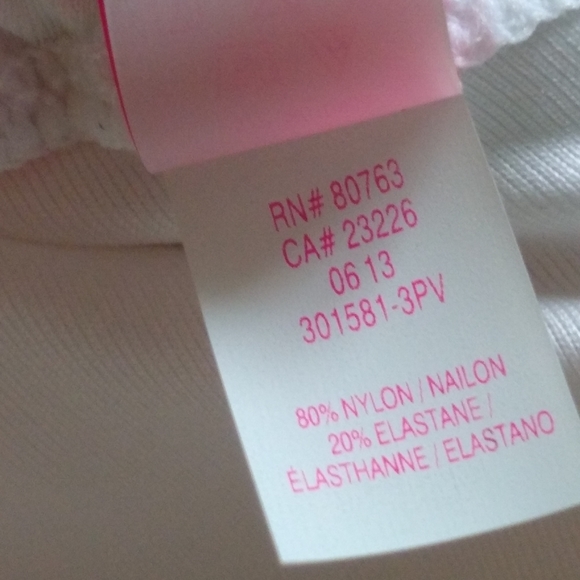 RN# 80763
CA# 23226
06 13
301581-3PV
80% NYLON / NAILON
20% ELASTANE /
ÉLASTHANNE / ELASTANO